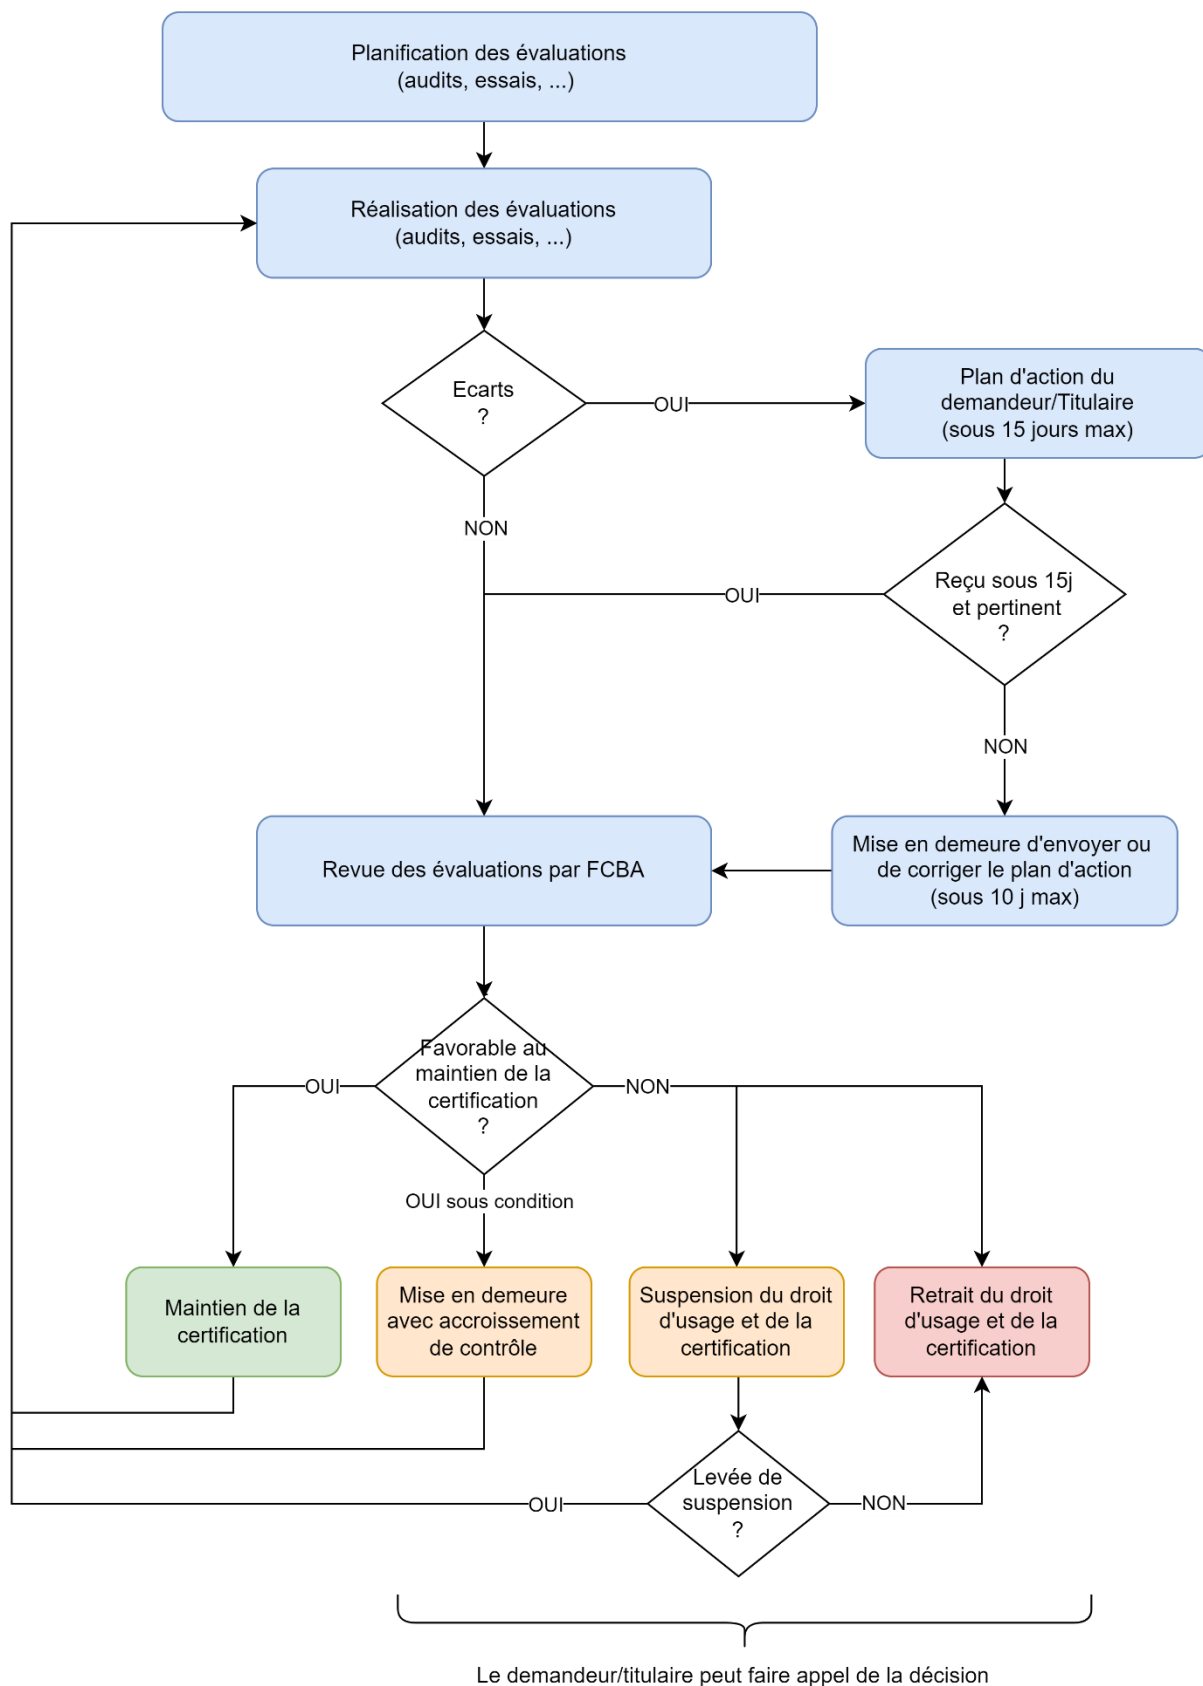 Planification des évaluations
(audits, essais, ...)
Réalisation des évaluations
(audits, essais, ...)
Ecarts
?
OUI
Plan d'action du
demandeur/Titulaire
(sous 15 jours max)
NON
Reçu sous 15j
et pertinent
?
OUI
NON
Mise en demeure d'envoyer ou
de corriger le plan d'action
(sous 10 j max)
Revue des évaluations par FCBA
Favorable au
maintien de la
certification
?
OUI
NON
OUI sous condition
Maintien de la
certification
Mise en demeure
avec accroissement
de contrôle
Suspension du droit
d'usage et de la
certification
Retrait du droit
d'usage et de la
certification
Levée de
suspension
?
OUI
NON
Le demandeur/titulaire peut faire appel de la décision